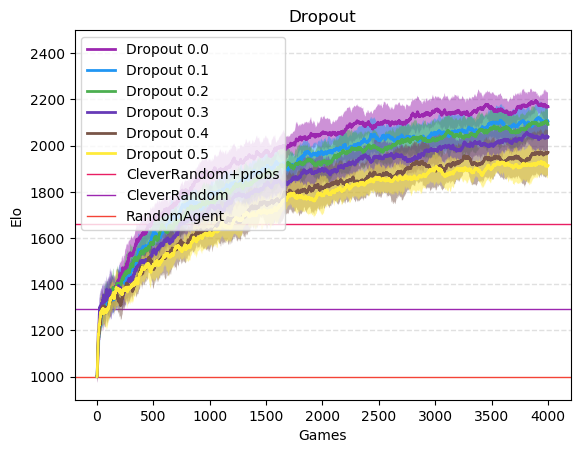 Dropout
2400
2200
2000
1800
1600
1400
1200
1000
Elo
Dropout 0.0
Dropout 0.1
Dropout 0.2
Dropout 0.3
Dropout 0.4
Dropout 0.5
CleverRandom+probs
CleverRandom
RandomAgent
0 500 1000 1500 2000 2500 3000 3500 4000
Games